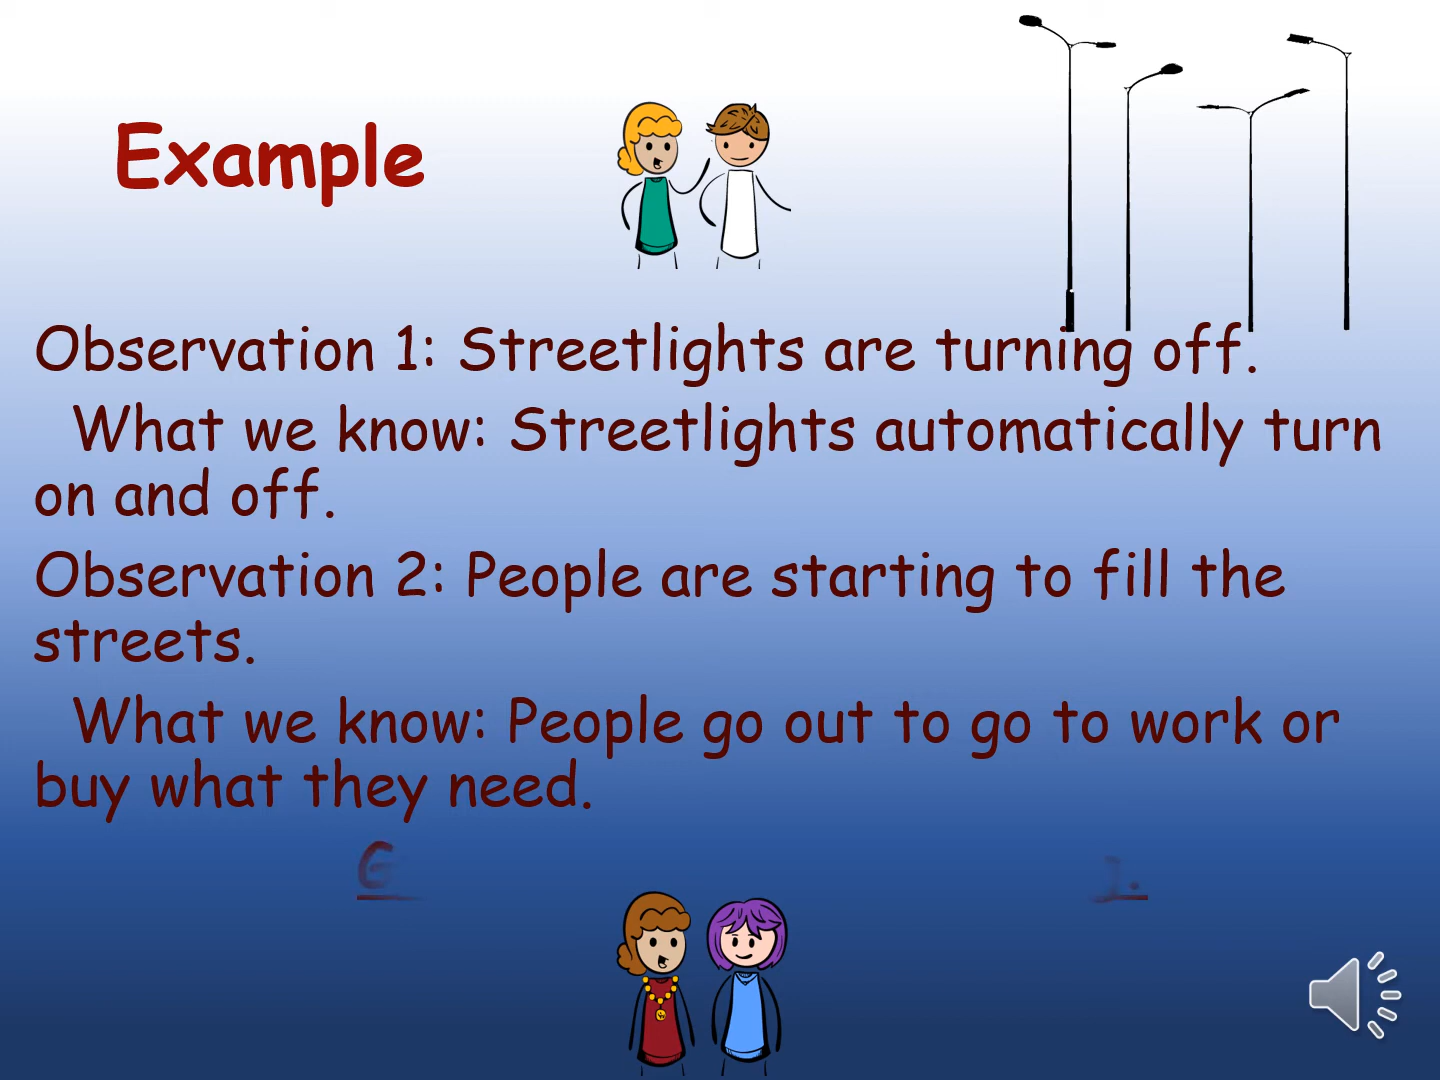 Example
Observation 1: Streetlights are turning off.
What we know: Streetlights automatically turn
on and off.
Observation 2: People are starting to fill the
streets.
What we know: People go out to go to work or
buy what they need.